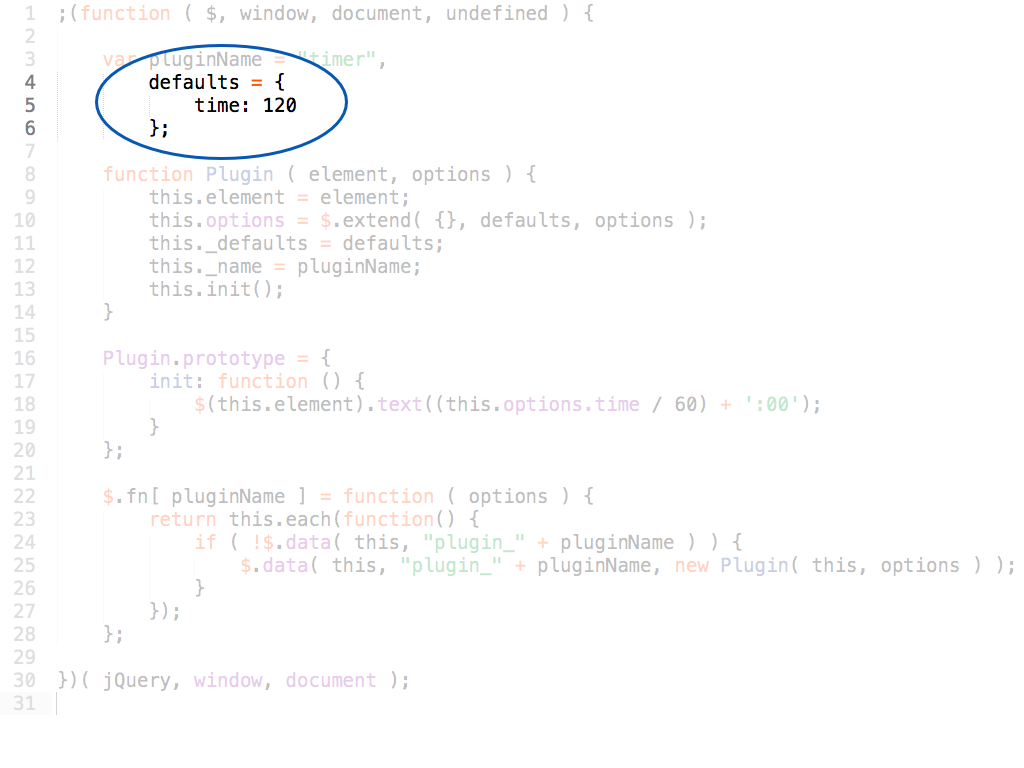 1 ;(function ( $, window, document, undefined ) {
2
3 var pluginName = "timer",
4 defaults = {
5 time: 120
6 };
7
8 function Plugin ( element, options ) {
9 this.element = element;
10 this.options = $.extend( {}, defaults, options );
11 this._defaults = defaults;
12 this._name = pluginName;
13 this.init();
14 }
15
16 Plugin.prototype = {
17 init: function () {
18 $(this.element).text((this.options.time / 60) + ':00');
19 }
20 };
21
22 $.fn[ pluginName ] = function ( options ) {
23 return this.each(function() {
24 if ( !$.data( this, "plugin_" + pluginName ) ) {
25 $.data( this, "plugin_" + pluginName, new Plugin( this, options ) );
26 }
27 });
28 };
29
30 })( jQuery, window, document );
31